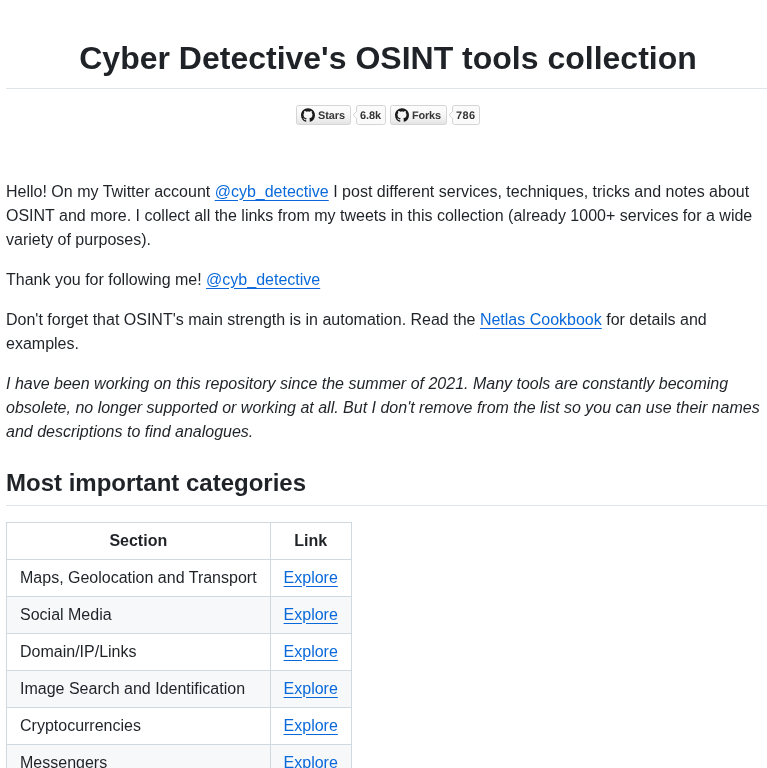 Cyber Detective's OSINT tools collection
Stars 6.8k Forks 786
Hello! On my Twitter account @cyb_detective I post different services, techniques, tricks and notes about
OSINT and more. I collect all the links from my tweets in this collection (already 1000+ services for a wide
variety of purposes).
Thank you for following me! @cyb_detective
Don't forget that OSINT's main strength is in automation. Read the Netlas Cookbook for details and
examples.
I have been working on this repository since the summer of 2021. Many tools are constantly becoming
obsolete, no longer supported or working at all. But I don't remove from the list so you can use their names
and descriptions to find analogues.
Most important categories
Section Link
Maps, Geolocation and Transport Explore
Social Media Explore
Domain/IP/Links Explore
Image Search and Identification Explore
Cryptocurrencies Explore
Messengers Explore